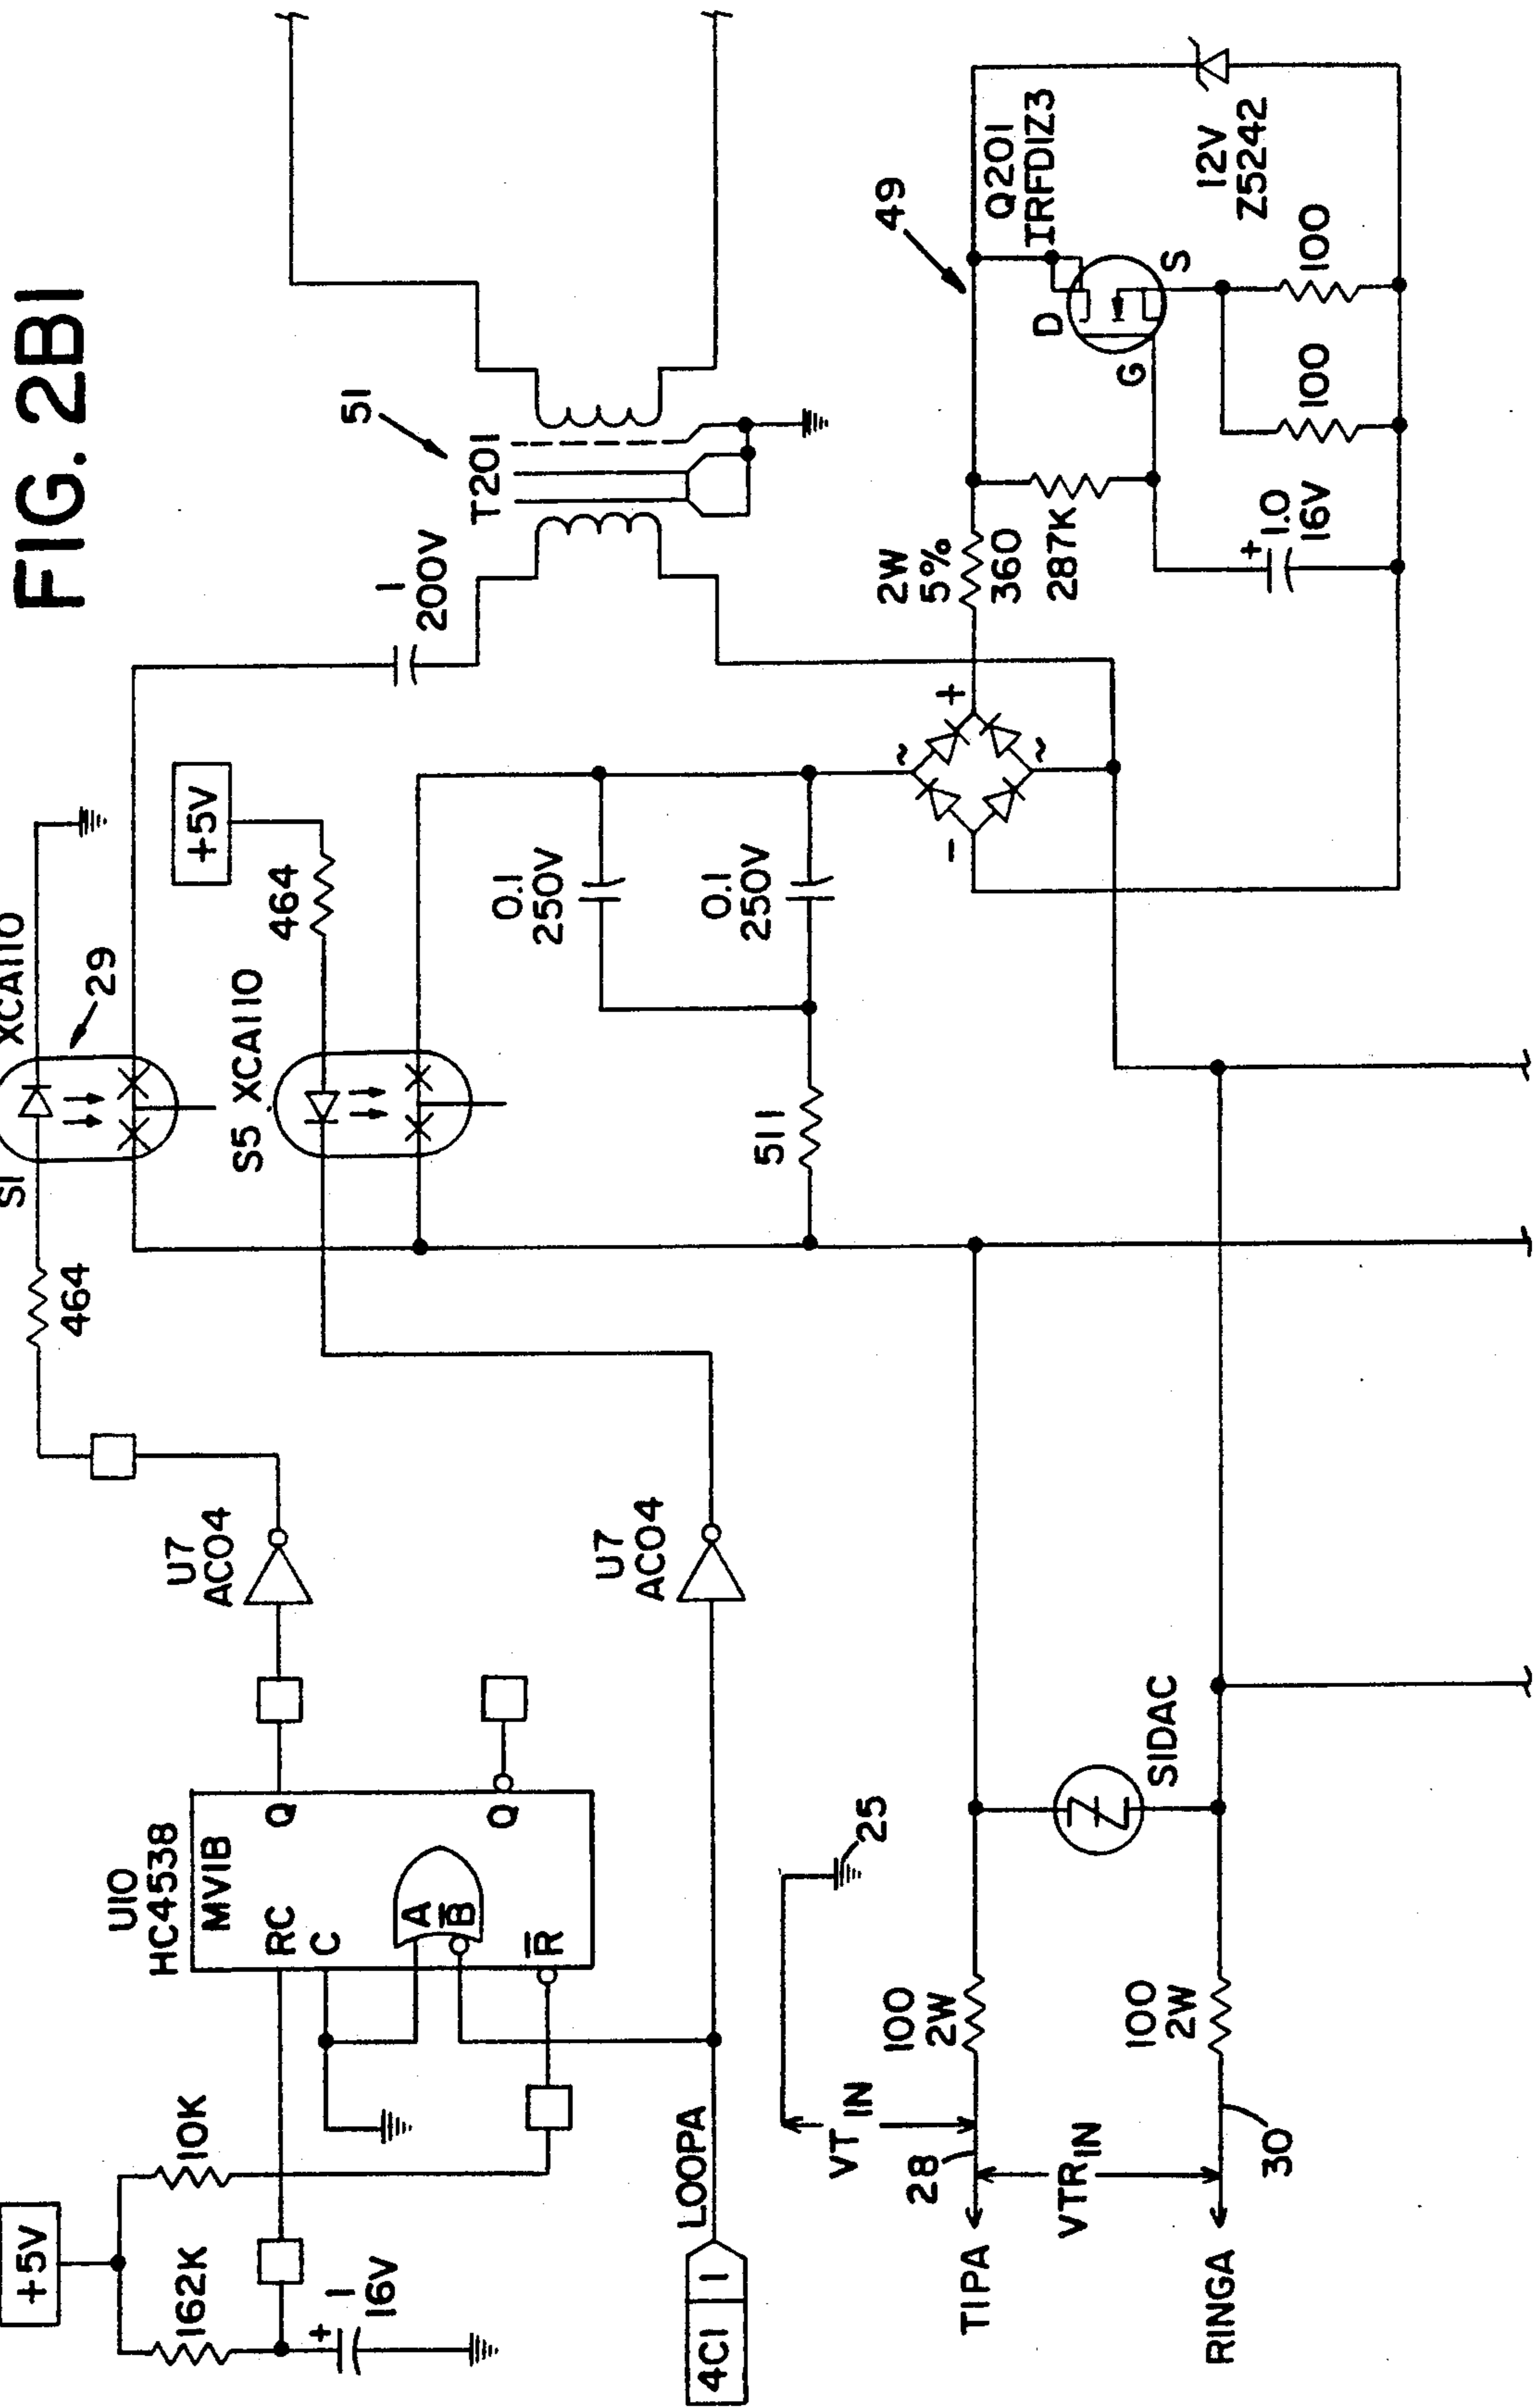 FIG. 2B1
+5V
162K
10K
1
16V
+
U10
HC4538
MVIB
RC
C
A
B
R
Q
Q
U7
AC04
464
S1
XCA110
29
S5 XCA110
464
+5V
1
200V
51
T201
4C1 1
LOOPA
U7
AC04
0.1
250V
0.1
250V
511
~
+
-
~
2W
5%
360
287K
+
1.0
16V
49
Q201
IRFD1Z3
D
G
S
100
100
12V
Z5242
VT IN
25
28
TIPA
100
2W
VTR IN
SIDAC
RINGA
30
100
2W